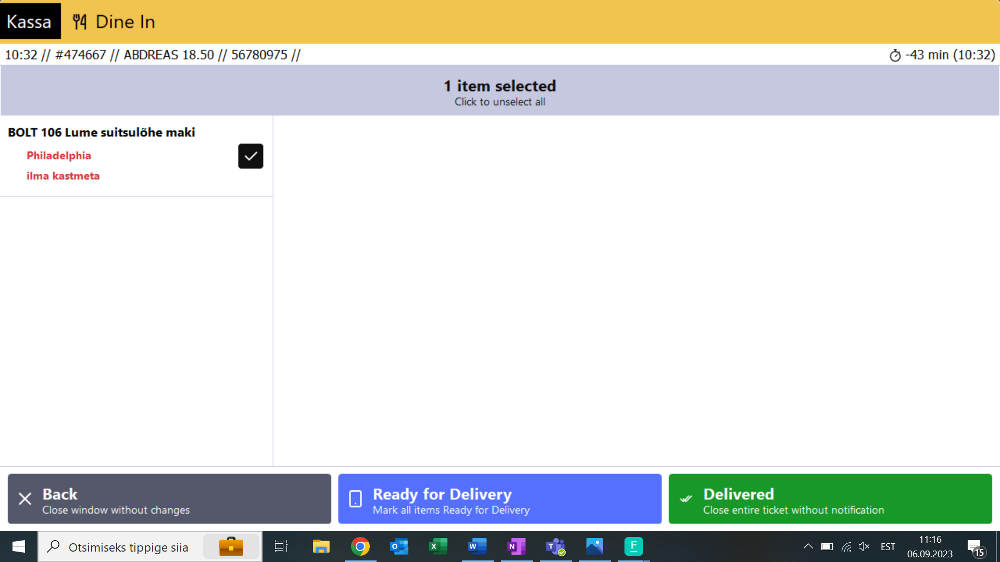 Kassa Dine In
10:32 // #474667 // ABDREAS 18.50 // 56780975 // -43 min (10:32)
1 item selected
Click to unselect all
BOLT 106 Lume suitsulõhe maki
Philadelphia
ilma kastmeta
Back
Close window without changes
Ready for Delivery
Mark all items Ready for Delivery
Delivered
Close entire ticket without notification
Otsimiseks tippige siia
EST
11:16
06.09.2023
15